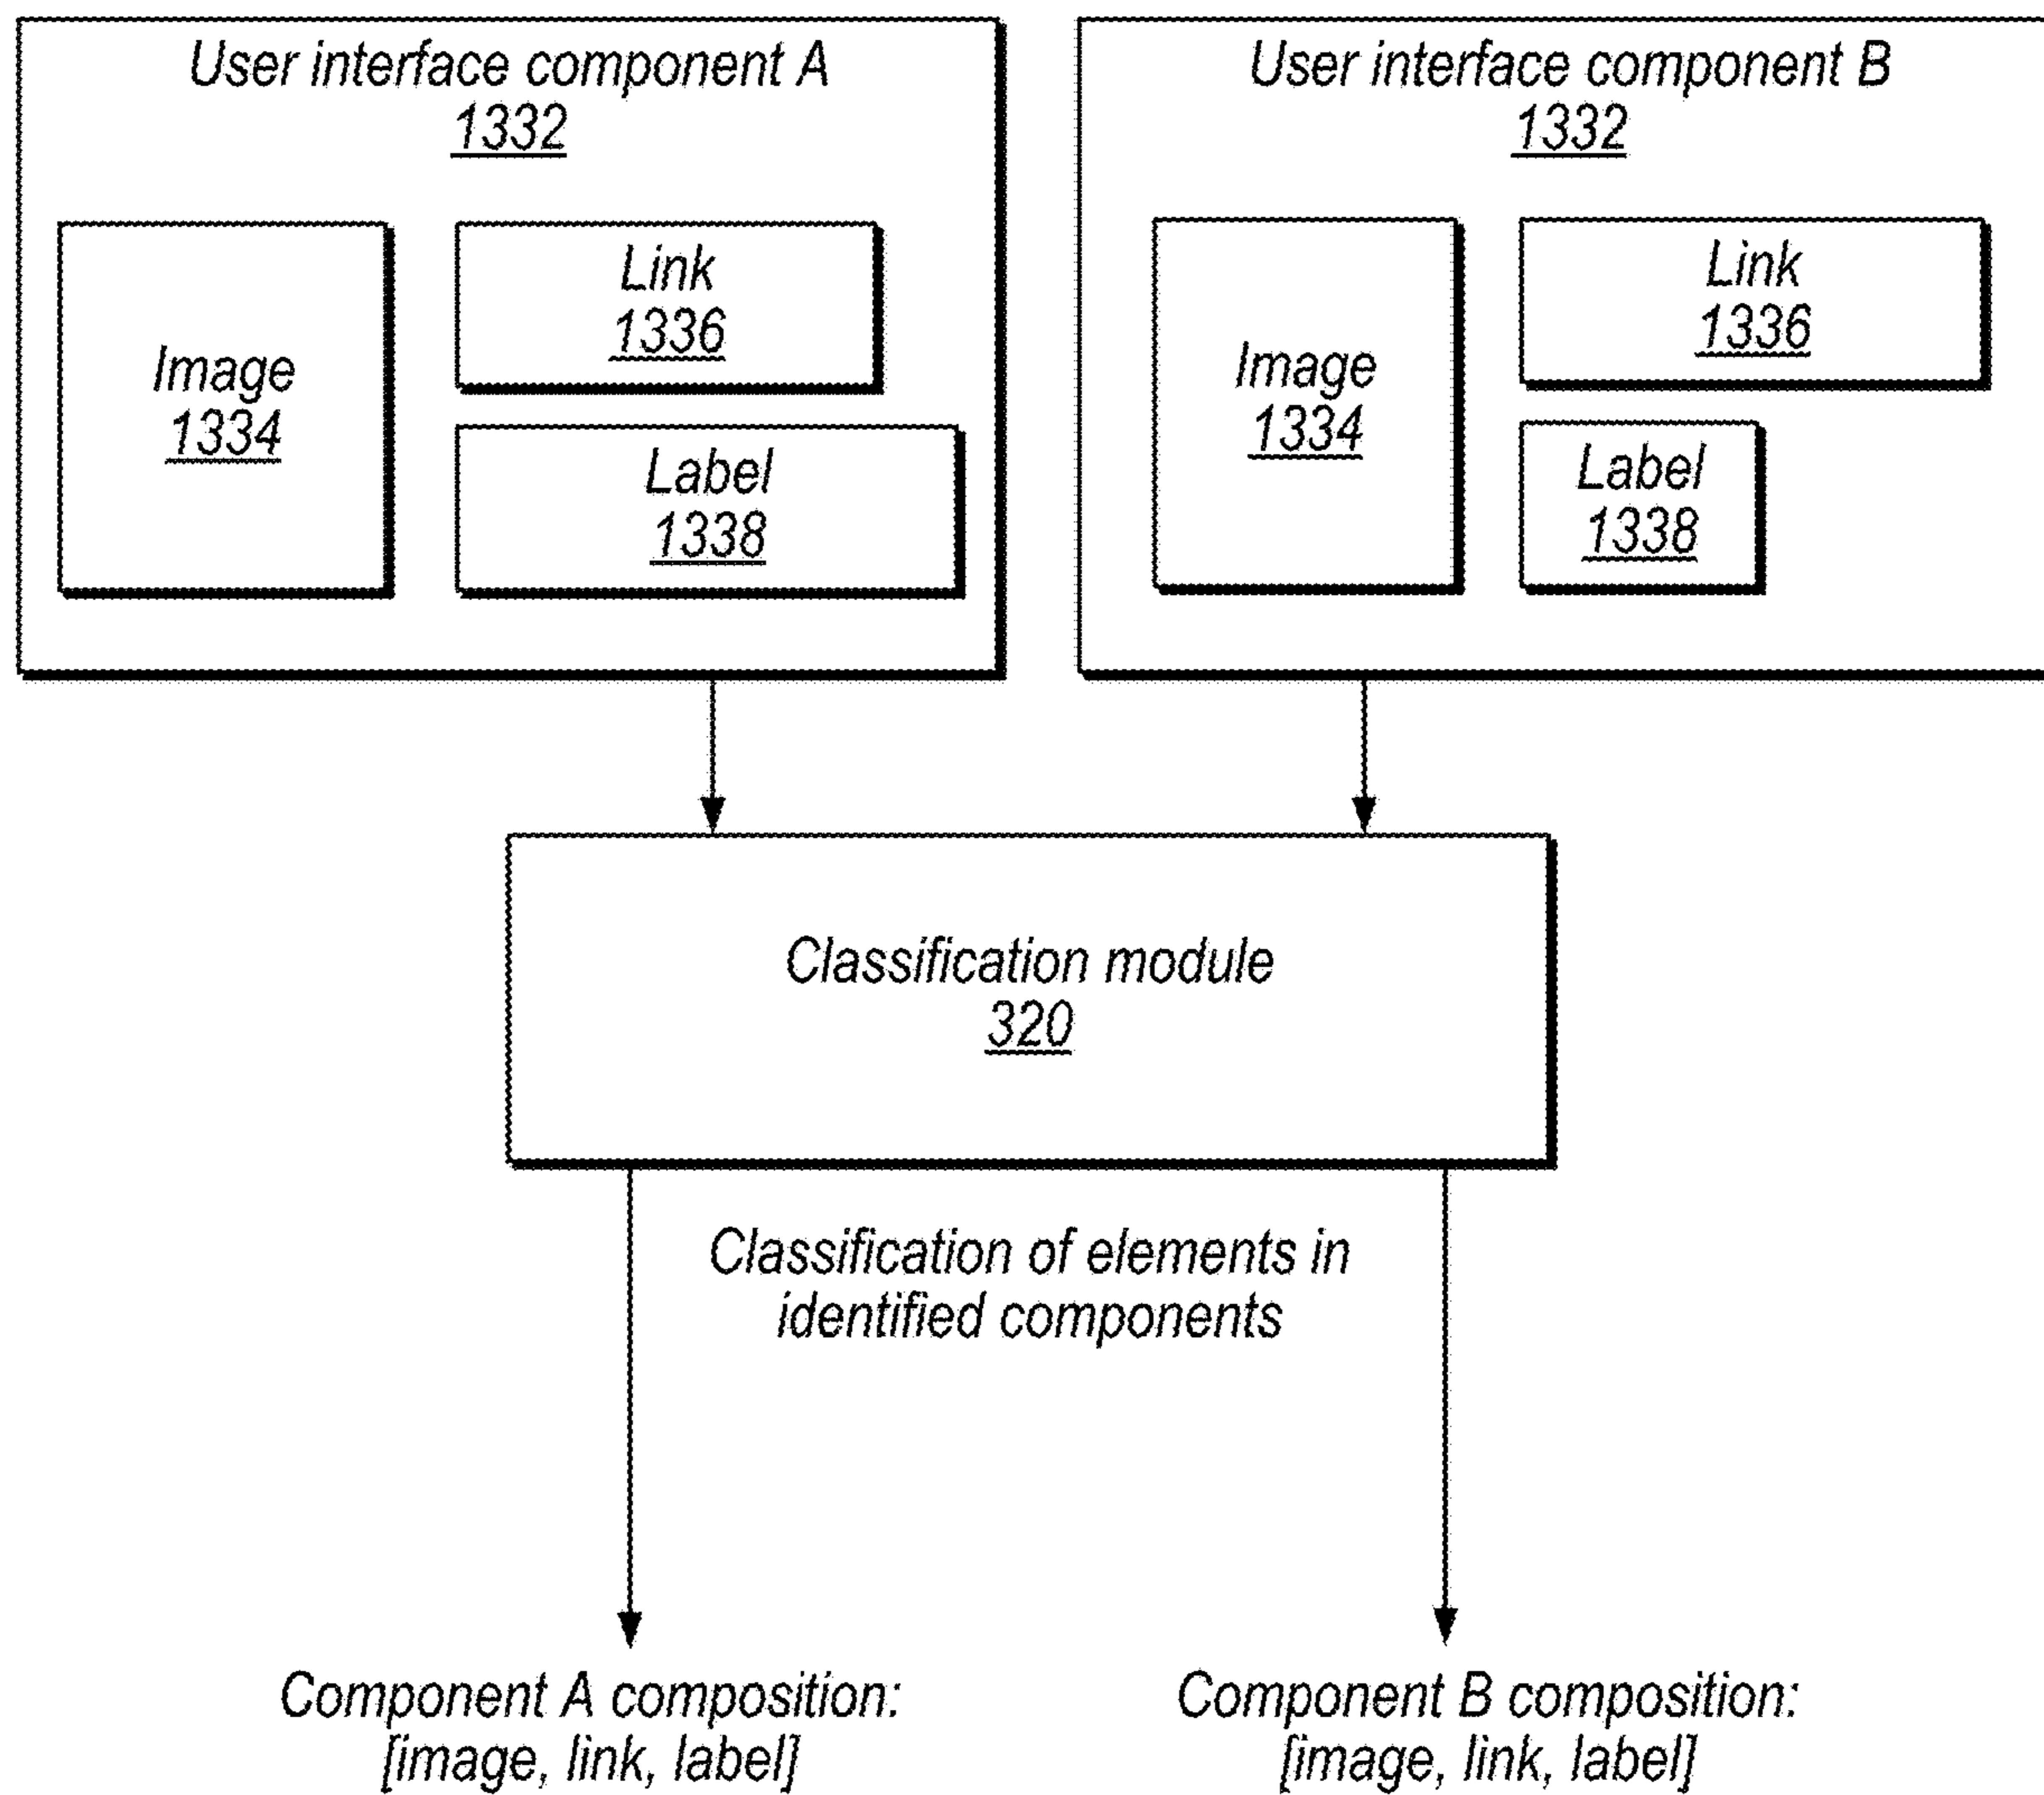 User interface component A
1332
Image
1334
Link
1336
Label
1338
User interface component B
1332
Image
1334
Link
1336
Label
1338
Classification module
320
Classification of elements in
identified components
Component A composition:
[image, link, label]
Component B composition:
[image, link, label]